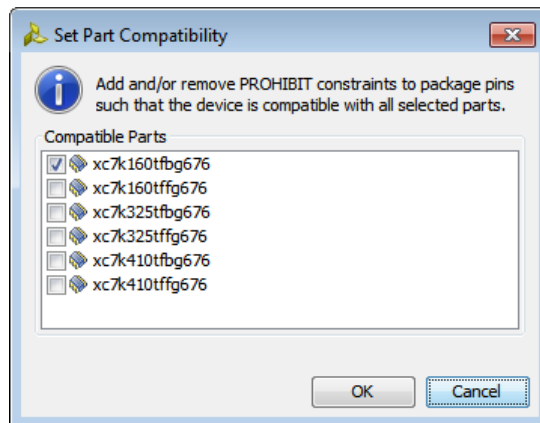 Set Part Compatibility
Add and/or remove PROHIBIT constraints to package pins
such that the device is compatible with all selected parts.
Compatible Parts
xc7k160tfbg676
xc7k160tffg676
xc7k325tfbg676
xc7k325tffg676
xc7k410tfbg676
xc7k410tffg676
OK
Cancel